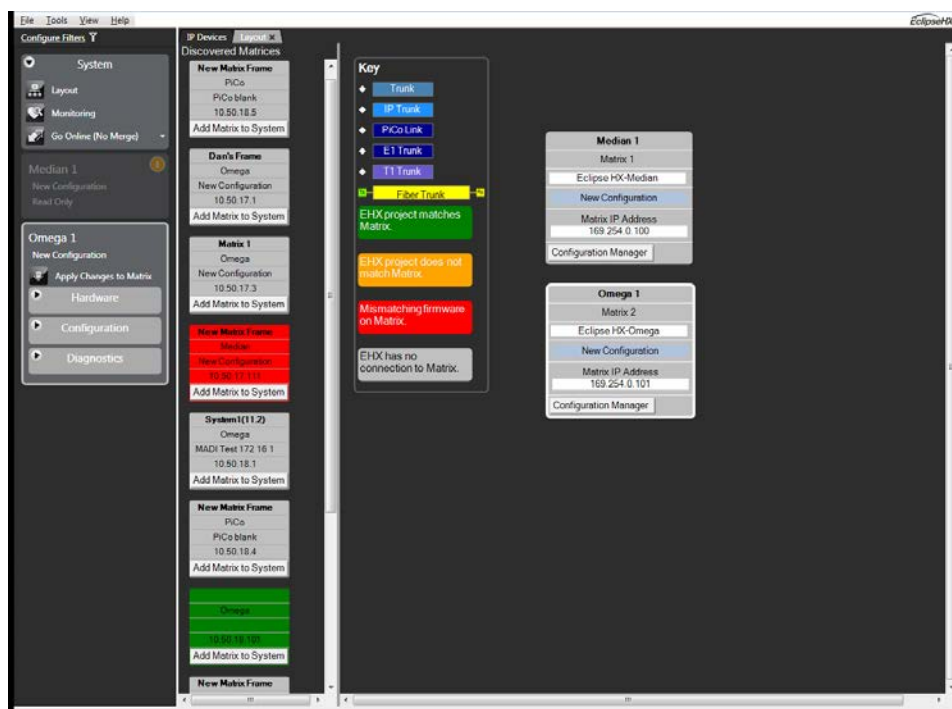 File Tools View Help
EclipseHX
Configure Filters
System
Layout
Monitoring
Go Online (No Merge)
Median 1
New Configuration
Read Only
Omega 1
New Configuration
Apply Changes to Matrix
Hardware
Configuration
Diagnostics
IP Devices Layout
Discovered Matrices
New Matrix Frame
PiCo
PiCo blank
10.50.18.5
Add Matrix to System
Dan's Frame
Omega
New Configuration
10.50.17.1
Add Matrix to System
Matrix 1
Omega
New Configuration
10.50.17.3
Add Matrix to System
New Matrix Frame
Median
New Configuration
10.50.17.111
Add Matrix to System
System1(11.2)
Omega
MADI Test 172 16 1
10.50.18.1
Add Matrix to System
New Matrix Frame
PiCo
PiCo blank
10.50.18.4
Add Matrix to System
Omega
10.50.18.101
Add Matrix to System
New Matrix Frame
Key
Trunk
IP Trunk
PiCo Link
E1 Trunk
T1 Trunk
Fiber Trunk
EHX project matches
Matrix.
EHX project does not
match Matrix.
Mismatching firmware
on Matrix.
EHX has no
connection to Matrix.
Median 1
Matrix 1
Eclipse HX-Median
New Configuration
Matrix IP Address
169.254.0.100
Configuration Manager
Omega 1
Matrix 2
Eclipse HX-Omega
New Configuration
Matrix IP Address
169.254.0.101
Configuration Manager